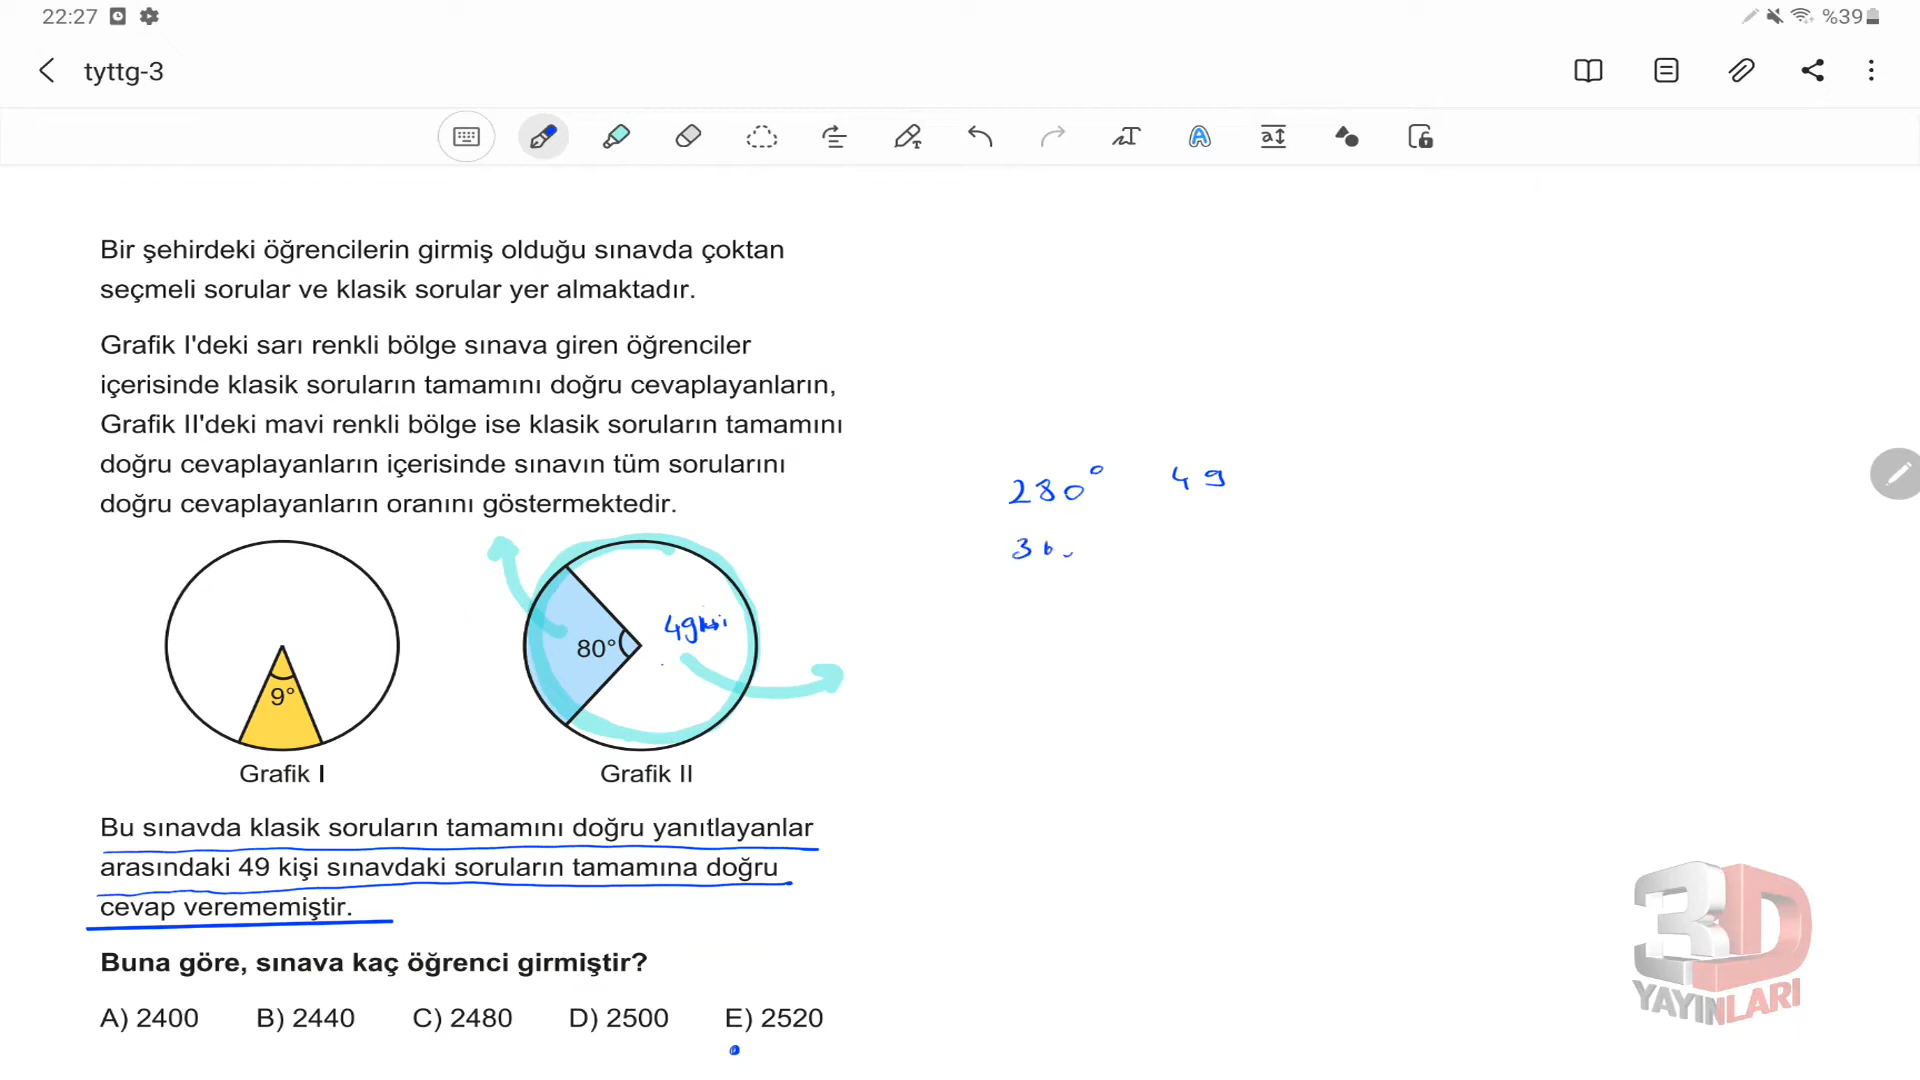 22:27
%39
tyttg-3
Bir şehirdeki öğrencilerin girmiş olduğu sınavda çoktan
seçmeli sorular ve klasik sorular yer almaktadır.
Grafik I'deki sarı renkli bölge sınava giren öğrenciler
içerisinde klasik soruların tamamını doğru cevaplayanların,
Grafik II'deki mavi renkli bölge ise klasik soruların tamamını
doğru cevaplayanların içerisinde sınavın tüm sorularını
doğru cevaplayanların oranını göstermektedir.
280° 49
36
49 kişi
80°
9°
Grafik I
Grafik II
Bu sınavda klasik soruların tamamını doğru yanıtlayanlar
arasındaki 49 kişi sınavdaki soruların tamamına doğru
cevap verememiştir.
Buna göre, sınava kaç öğrenci girmiştir?
A) 2400 B) 2440 C) 2480 D) 2500 E) 2520
3D
YAYINLARI